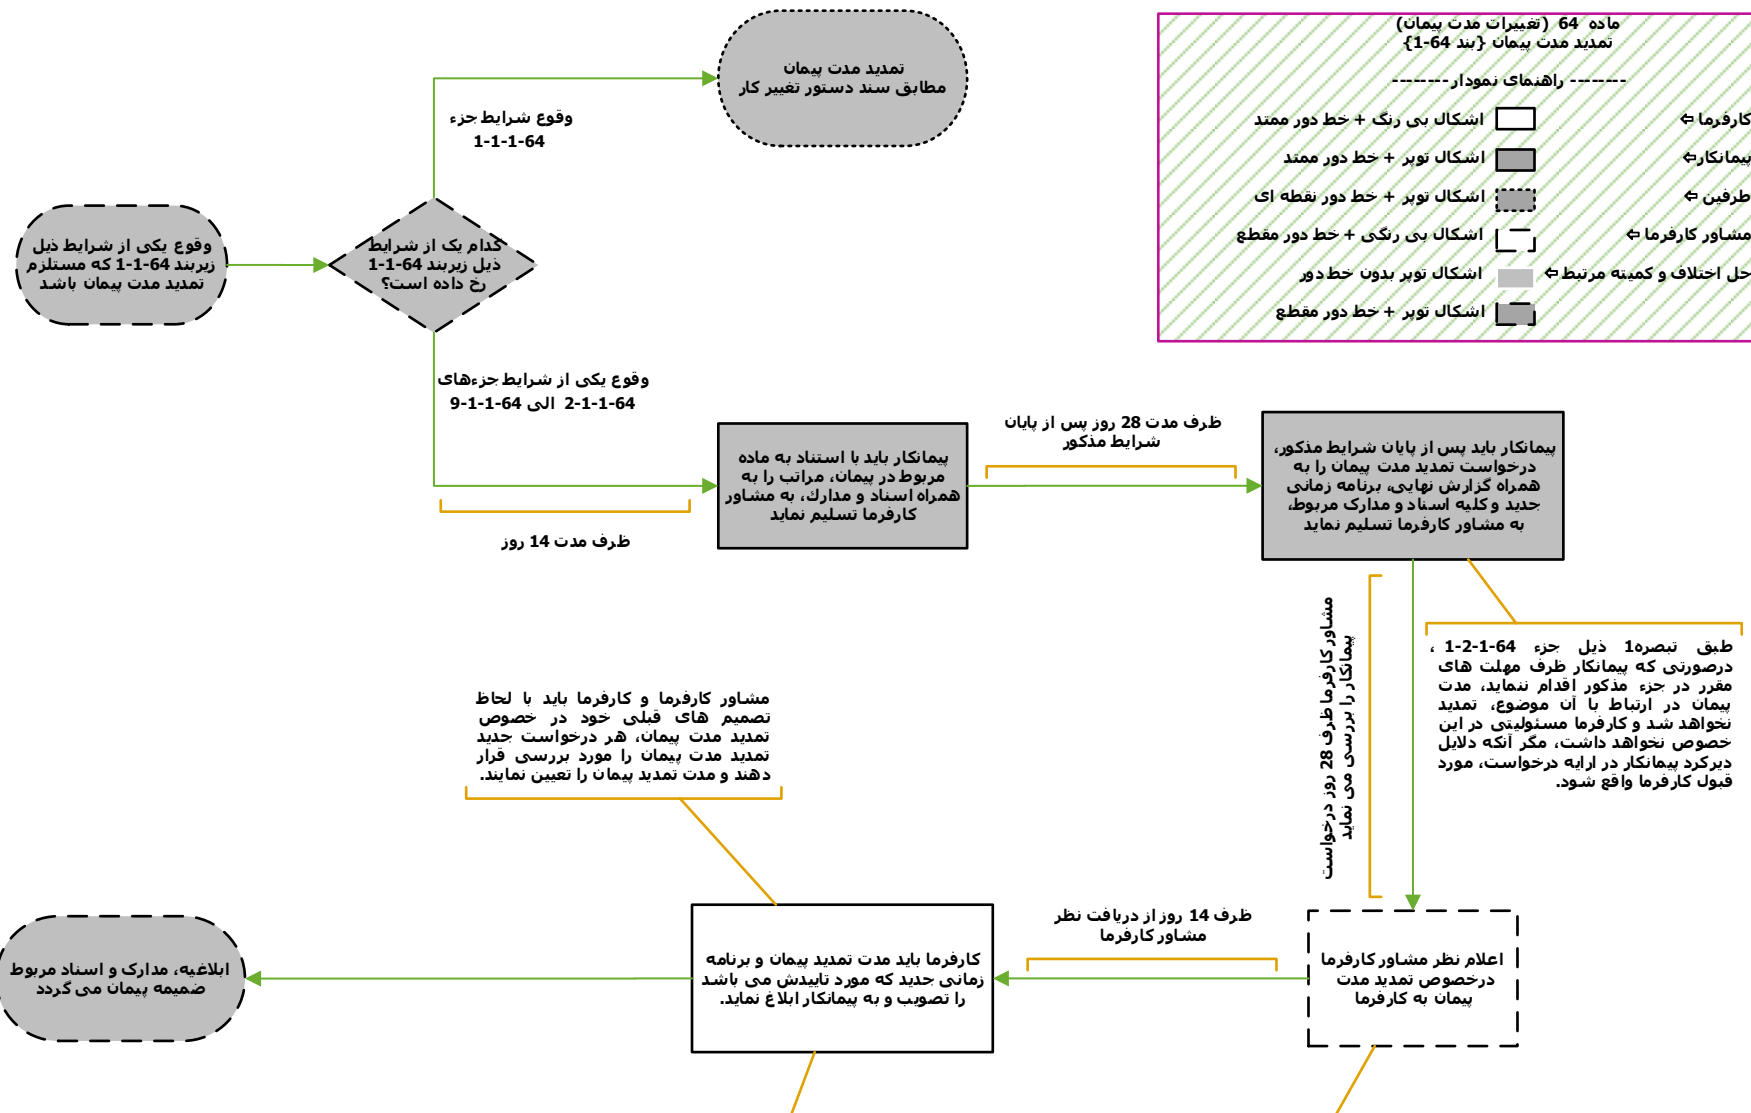 ماده 64 (تغییرات مدت پیمان)
تمدید مدت پیمان {بند 64-1}
-------- راهنمای نمودار --------
کارفرما ⇦ اشکال بی رنگ + خط دور ممتد
پیمانکار⇦ اشکال توپر + خط دور ممتد
طرفین ⇦ اشکال توپر + خط دور نقطه ای
مشاور کارفرما ⇦ اشکال بی رنگی + خط دور مقطع
حل اختلاف و کمیته مرتبط⇦ اشکال توپر بدون خط دور
اشکال توپر + خط دور مقطع
تمدید مدت پیمان
مطابق سند دستور تغییر کار
وقوع شرایط جزء
64-1-1-1
وقوع یکی از شرایط ذیل
زیربند 64-1-1 که مستلزم
تمدید مدت پیمان باشد
کدام یک از شرایط
ذیل زیربند 64-1-1
رخ داده است؟
وقوع یکی از شرایط جزءهای
64-1-1-2 الی 64-1-1-9
ظرف مدت 14 روز
پیمانکار باید با استناد به ماده
مربوط در پیمان، مراتب را به
همراه اسناد و مدارك، به مشاور
کارفرما تسلیم نماید
ظرف مدت 28 روز پس از پایان
شرایط مذکور
پیمانکار باید پس از پایان شرایط مذکور،
درخواست تمدید مدت پیمان را به
همراه گزارش نهایی، برنامه زمانی
جدید و کلیه اسناد و مدارک مربوط،
به مشاور کارفرما تسلیم نماید
مشاور کارفرما ظرف 28 روز درخواست
پیمانکار را بررسی می نماید
طبق تبصره1 ذیل جزء 64-1-2-1 ،
درصورتی که پیمانکار ظرف مهلت های
مقرر در جزء مذکور اقدام ننماید، مدت
پیمان در ارتباط با آن موضوع، تمدید
نخواهد شد و کارفرما مسئولیتی در این
خصوص نخواهد داشت، مگر آنکه دلایل
دیرکرد پیمانکار در ارایه درخواست، مورد
قبول کارفرما واقع شود.
مشاور کارفرما و کارفرما باید با لحاظ
تصمیم های قبلی خود در خصوص
تمدید مدت پیمان، هر درخواست جدید
تمدید مدت پیمان را مورد بررسی قرار
دهند و مدت تمدید پیمان را تعیین نمایند.
اعلام نظر مشاور کارفرما
درخصوص تمدید مدت
پیمان به کارفرما
ظرف 14 روز از دریافت نظر
مشاور کارفرما
کارفرما باید مدت تمدید پیمان و برنامه
زمانی جدید که مورد تاییدش می باشد
را تصویب و به پیمانکار ابلاغ نماید.
ابلاغیه، مدارک و اسناد مربوط
ضمیمه پیمان می گردد